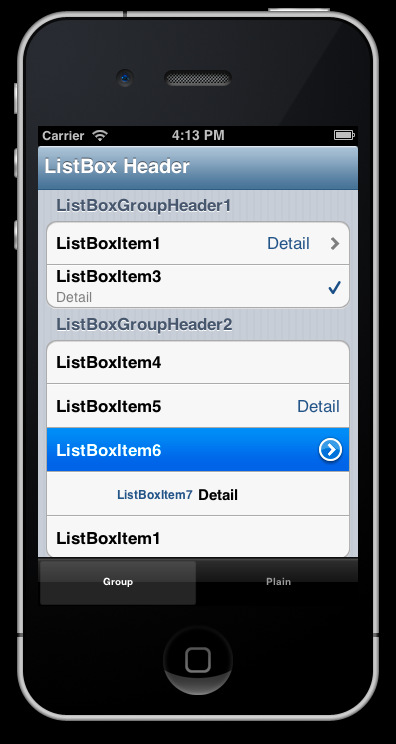 Carrier 4:13 PM
ListBox Header
ListBoxGroupHeader1
ListBoxItem1 Detail
ListBoxItem3
Detail
ListBoxGroupHeader2
ListBoxItem4
ListBoxItem5 Detail
ListBoxItem6
ListBoxItem7 Detail
ListBoxItem1
Group Plain